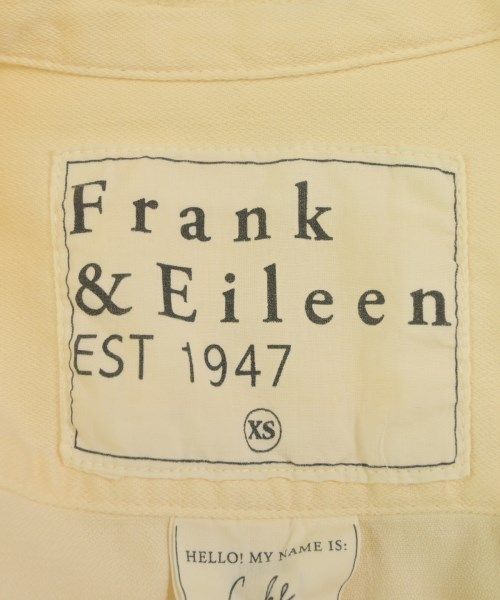 Frank
& Eileen
EST 1947
XS
HELLO! MY NAME IS: